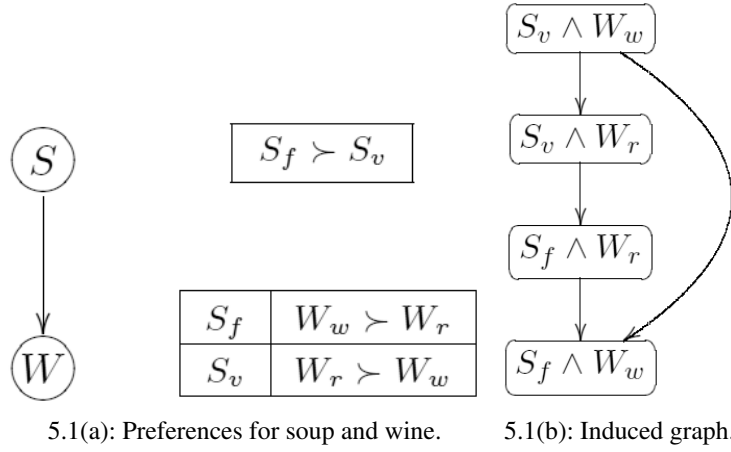 S
S_f ≻ S_v
W
S_f W_w ≻ W_r
S_v W_r ≻ W_w
5.1(a): Preferences for soup and wine.
S_v ∧ W_w
S_v ∧ W_r
S_f ∧ W_r
S_f ∧ W_w
5.1(b): Induced graph.